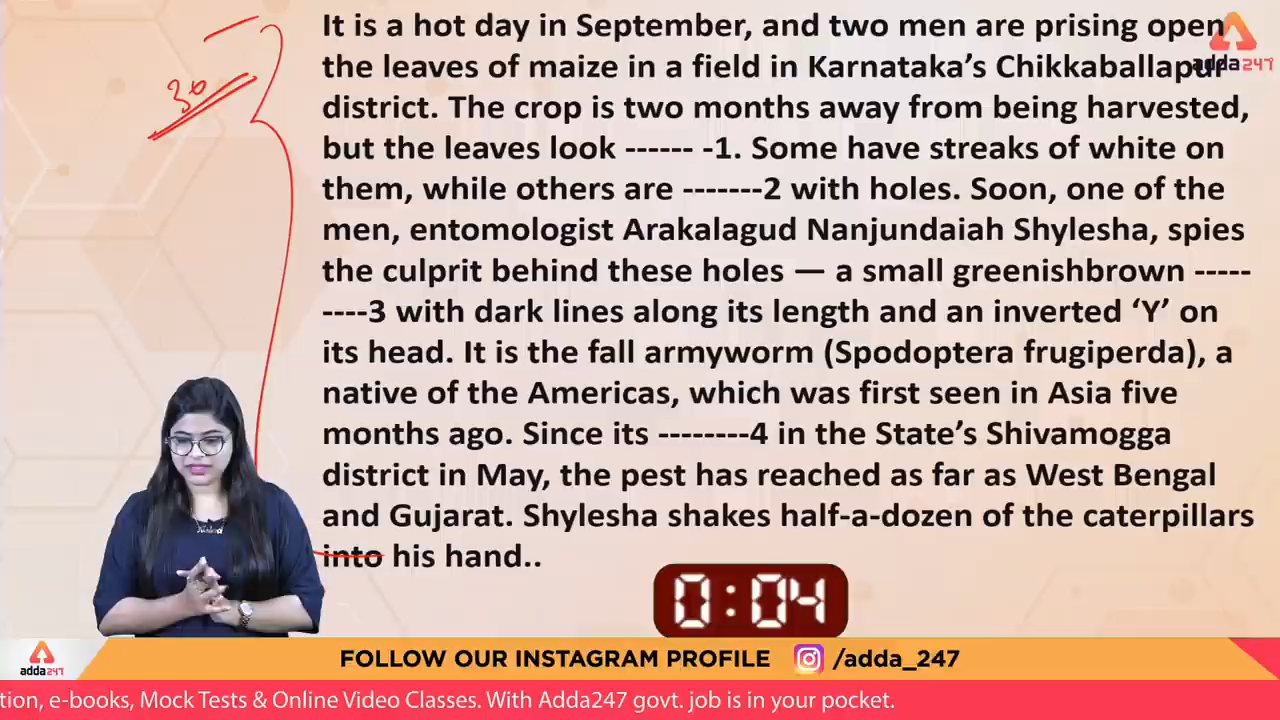 It is a hot day in September, and two men are prising open
the leaves of maize in a field in Karnataka's Chikkaballapur
adda247
30
district. The crop is two months away from being harvested,
but the leaves look ------ -1. Some have streaks of white on
them, while others are -------2 with holes. Soon, one of the
men, entomologist Arakalagud Nanjundaiah Shylesha, spies
the culprit behind these holes — a small greenishbrown -----
----3 with dark lines along its length and an inverted ‘Y’ on
its head. It is the fall armyworm (Spodoptera frugiperda), a
native of the Americas, which was first seen in Asia five
months ago. Since its --------4 in the State’s Shivamogga
district in May, the pest has reached as far as West Bengal
and Gujarat. Shylesha shakes half-a-dozen of the caterpillars
into his hand..
0:04
adda247
FOLLOW OUR INSTAGRAM PROFILE /adda_247
tion, e-books, Mock Tests & Online Video Classes. With Adda247 govt. job is in your pocket.